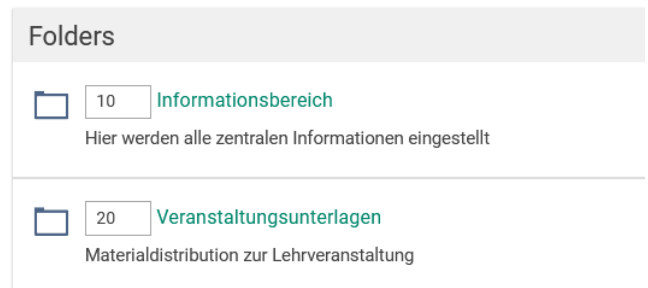 Folders
10 Informationsbereich
Hier werden alle zentralen Informationen eingestellt
20 Veranstaltungsunterlagen
Materialdistribution zur Lehrveranstaltung